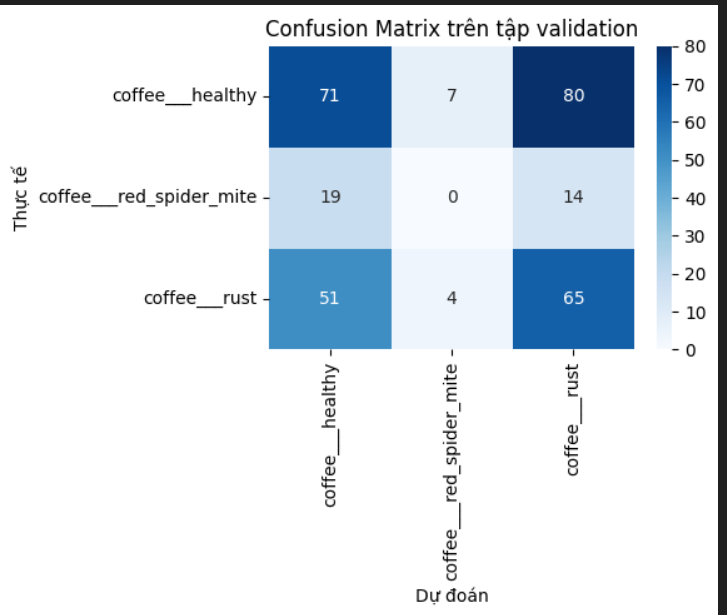 Confusion Matrix trên tập validation
Thực tế
coffee___healthy
71 7 80
coffee___red_spider_mite
19 0 14
coffee___rust
51 4 65
coffee___healthy
coffee___red_spider_mite
coffee___rust
Dự đoán
80
70
60
50
40
30
20
10
0